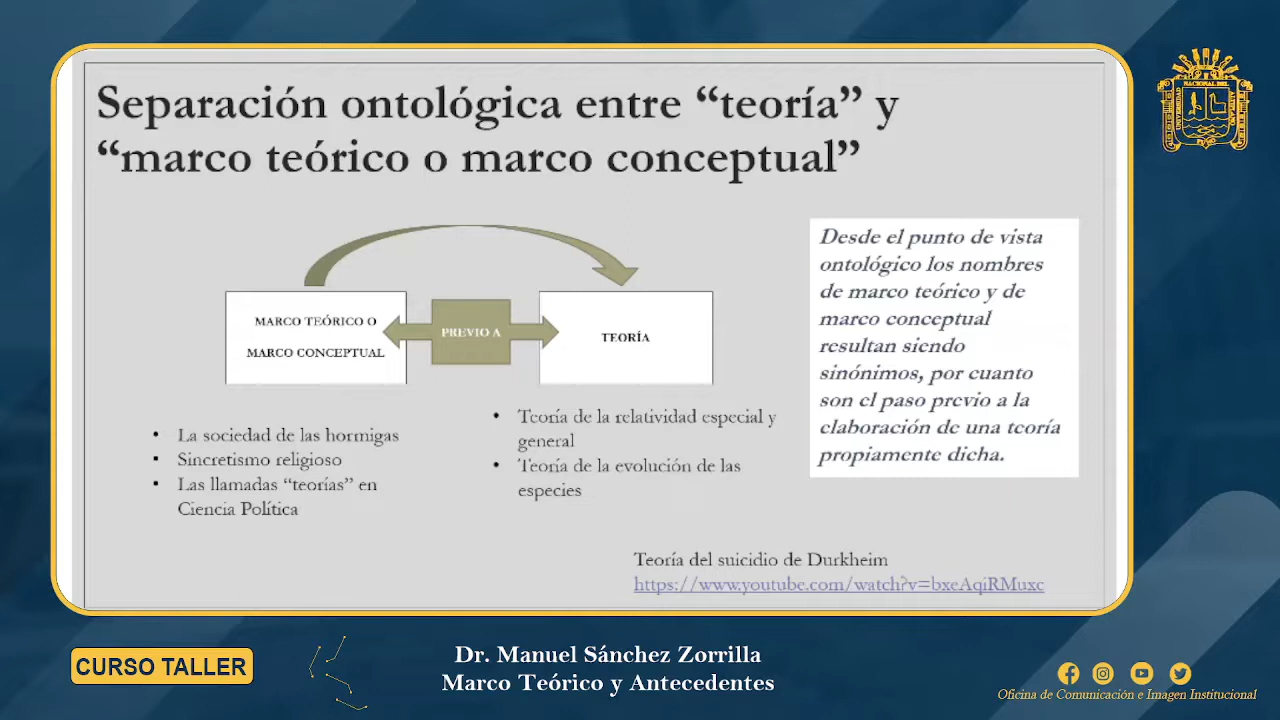 Separación ontológica entre “teoría” y
“marco teórico o marco conceptual”
MARCO TEÓRICO O
MARCO CONCEPTUAL
PREVIO A
TEORÍA
• La sociedad de las hormigas
• Sincretismo religioso
• Las llamadas “teorías” en
Ciencia Política
• Teoría de la relatividad especial y
general
• Teoría de la evolución de las
especies
Desde el punto de vista
ontológico los nombres
de marco teórico y de
marco conceptual
resultan siendo
sinónimos, por cuanto
son el paso previo a la
elaboración de una teoría
propiamente dicha.
Teoría del suicidio de Durkheim
https://www.youtube.com/watch?v=bxeAqiRMuxc
CURSO TALLER
Dr. Manuel Sánchez Zorrilla
Marco Teórico y Antecedentes
Oficina de Comunicación e Imagen Institucional